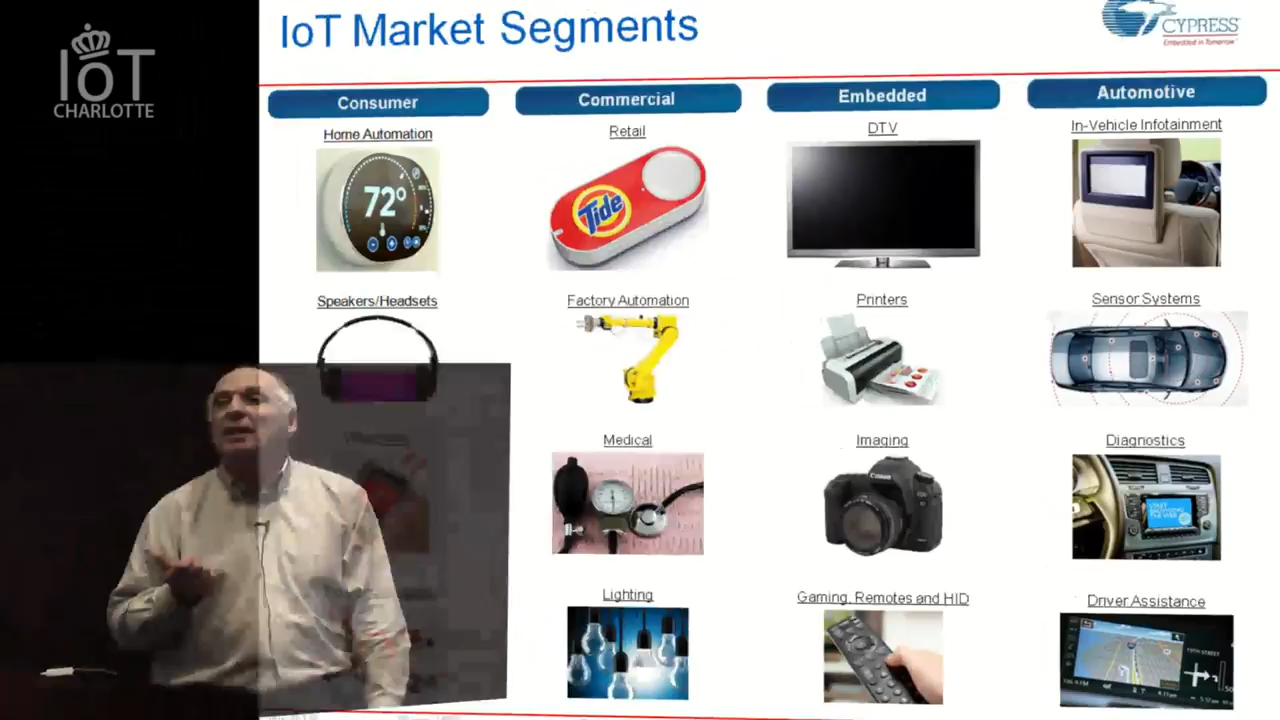 IoT
CHARLOTTE
IoT Market Segments
CYPRESS
Embedded in Tomorrow
Consumer
Commercial
Embedded
Automotive
Home Automation
Retail
DTV
In-Vehicle Infotainment
72°
Tide
Speakers/Headsets
Factory Automation
Printers
Sensor Systems
Medical
Imaging
Diagnostics
Canon
Lighting
Gaming, Remotes and HID
Driver Assistance